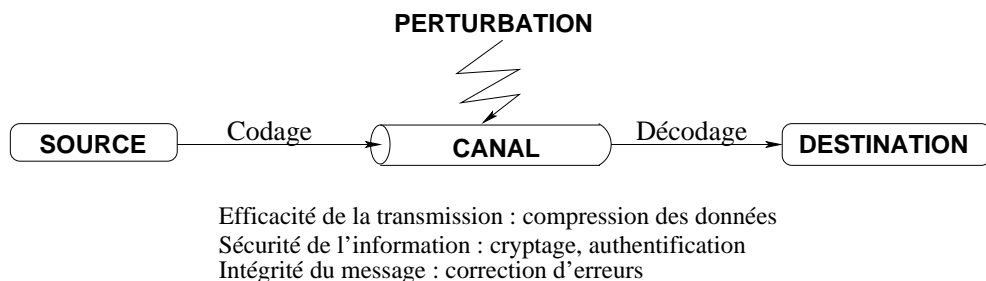 PERTURBATION
Codage
Décodage
SOURCE
CANAL
DESTINATION
Efficacité de la transmission : compression des données
Sécurité de l'information : cryptage, authentification
Intégrité du message : correction d'erreurs